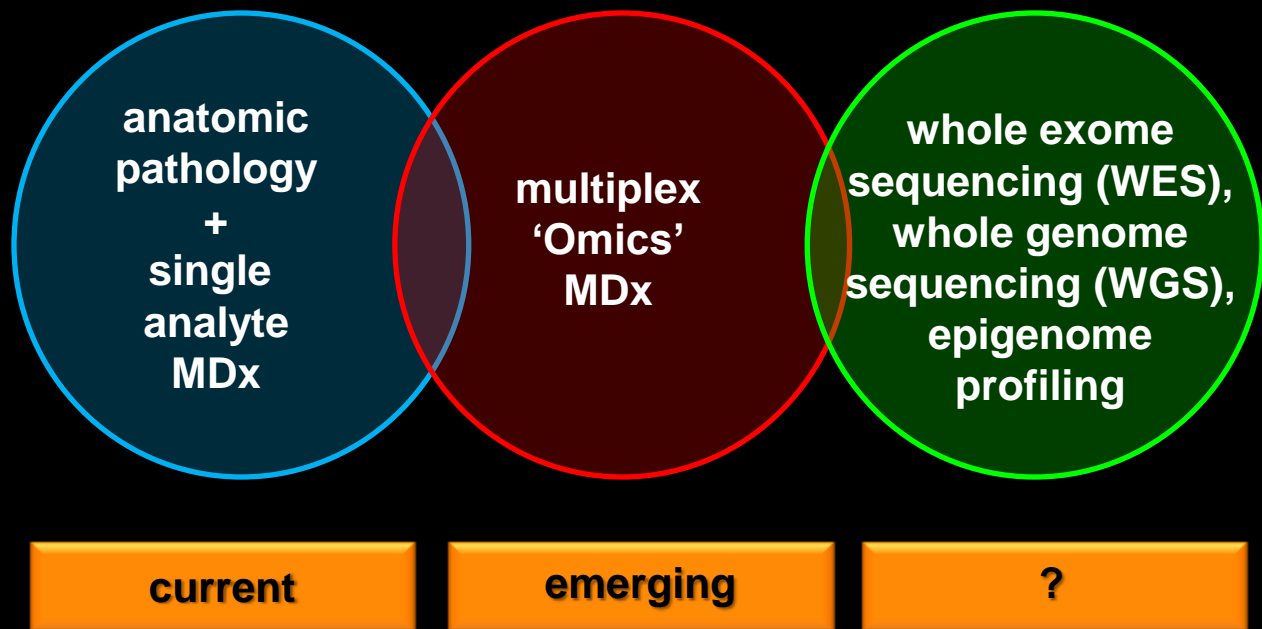 anatomic
pathology
+
single
analyte
MDx
multiplex
‘Omics’
MDx
whole exome
sequencing (WES),
whole genome
sequencing (WGS),
epigenome
profiling
current
emerging
?